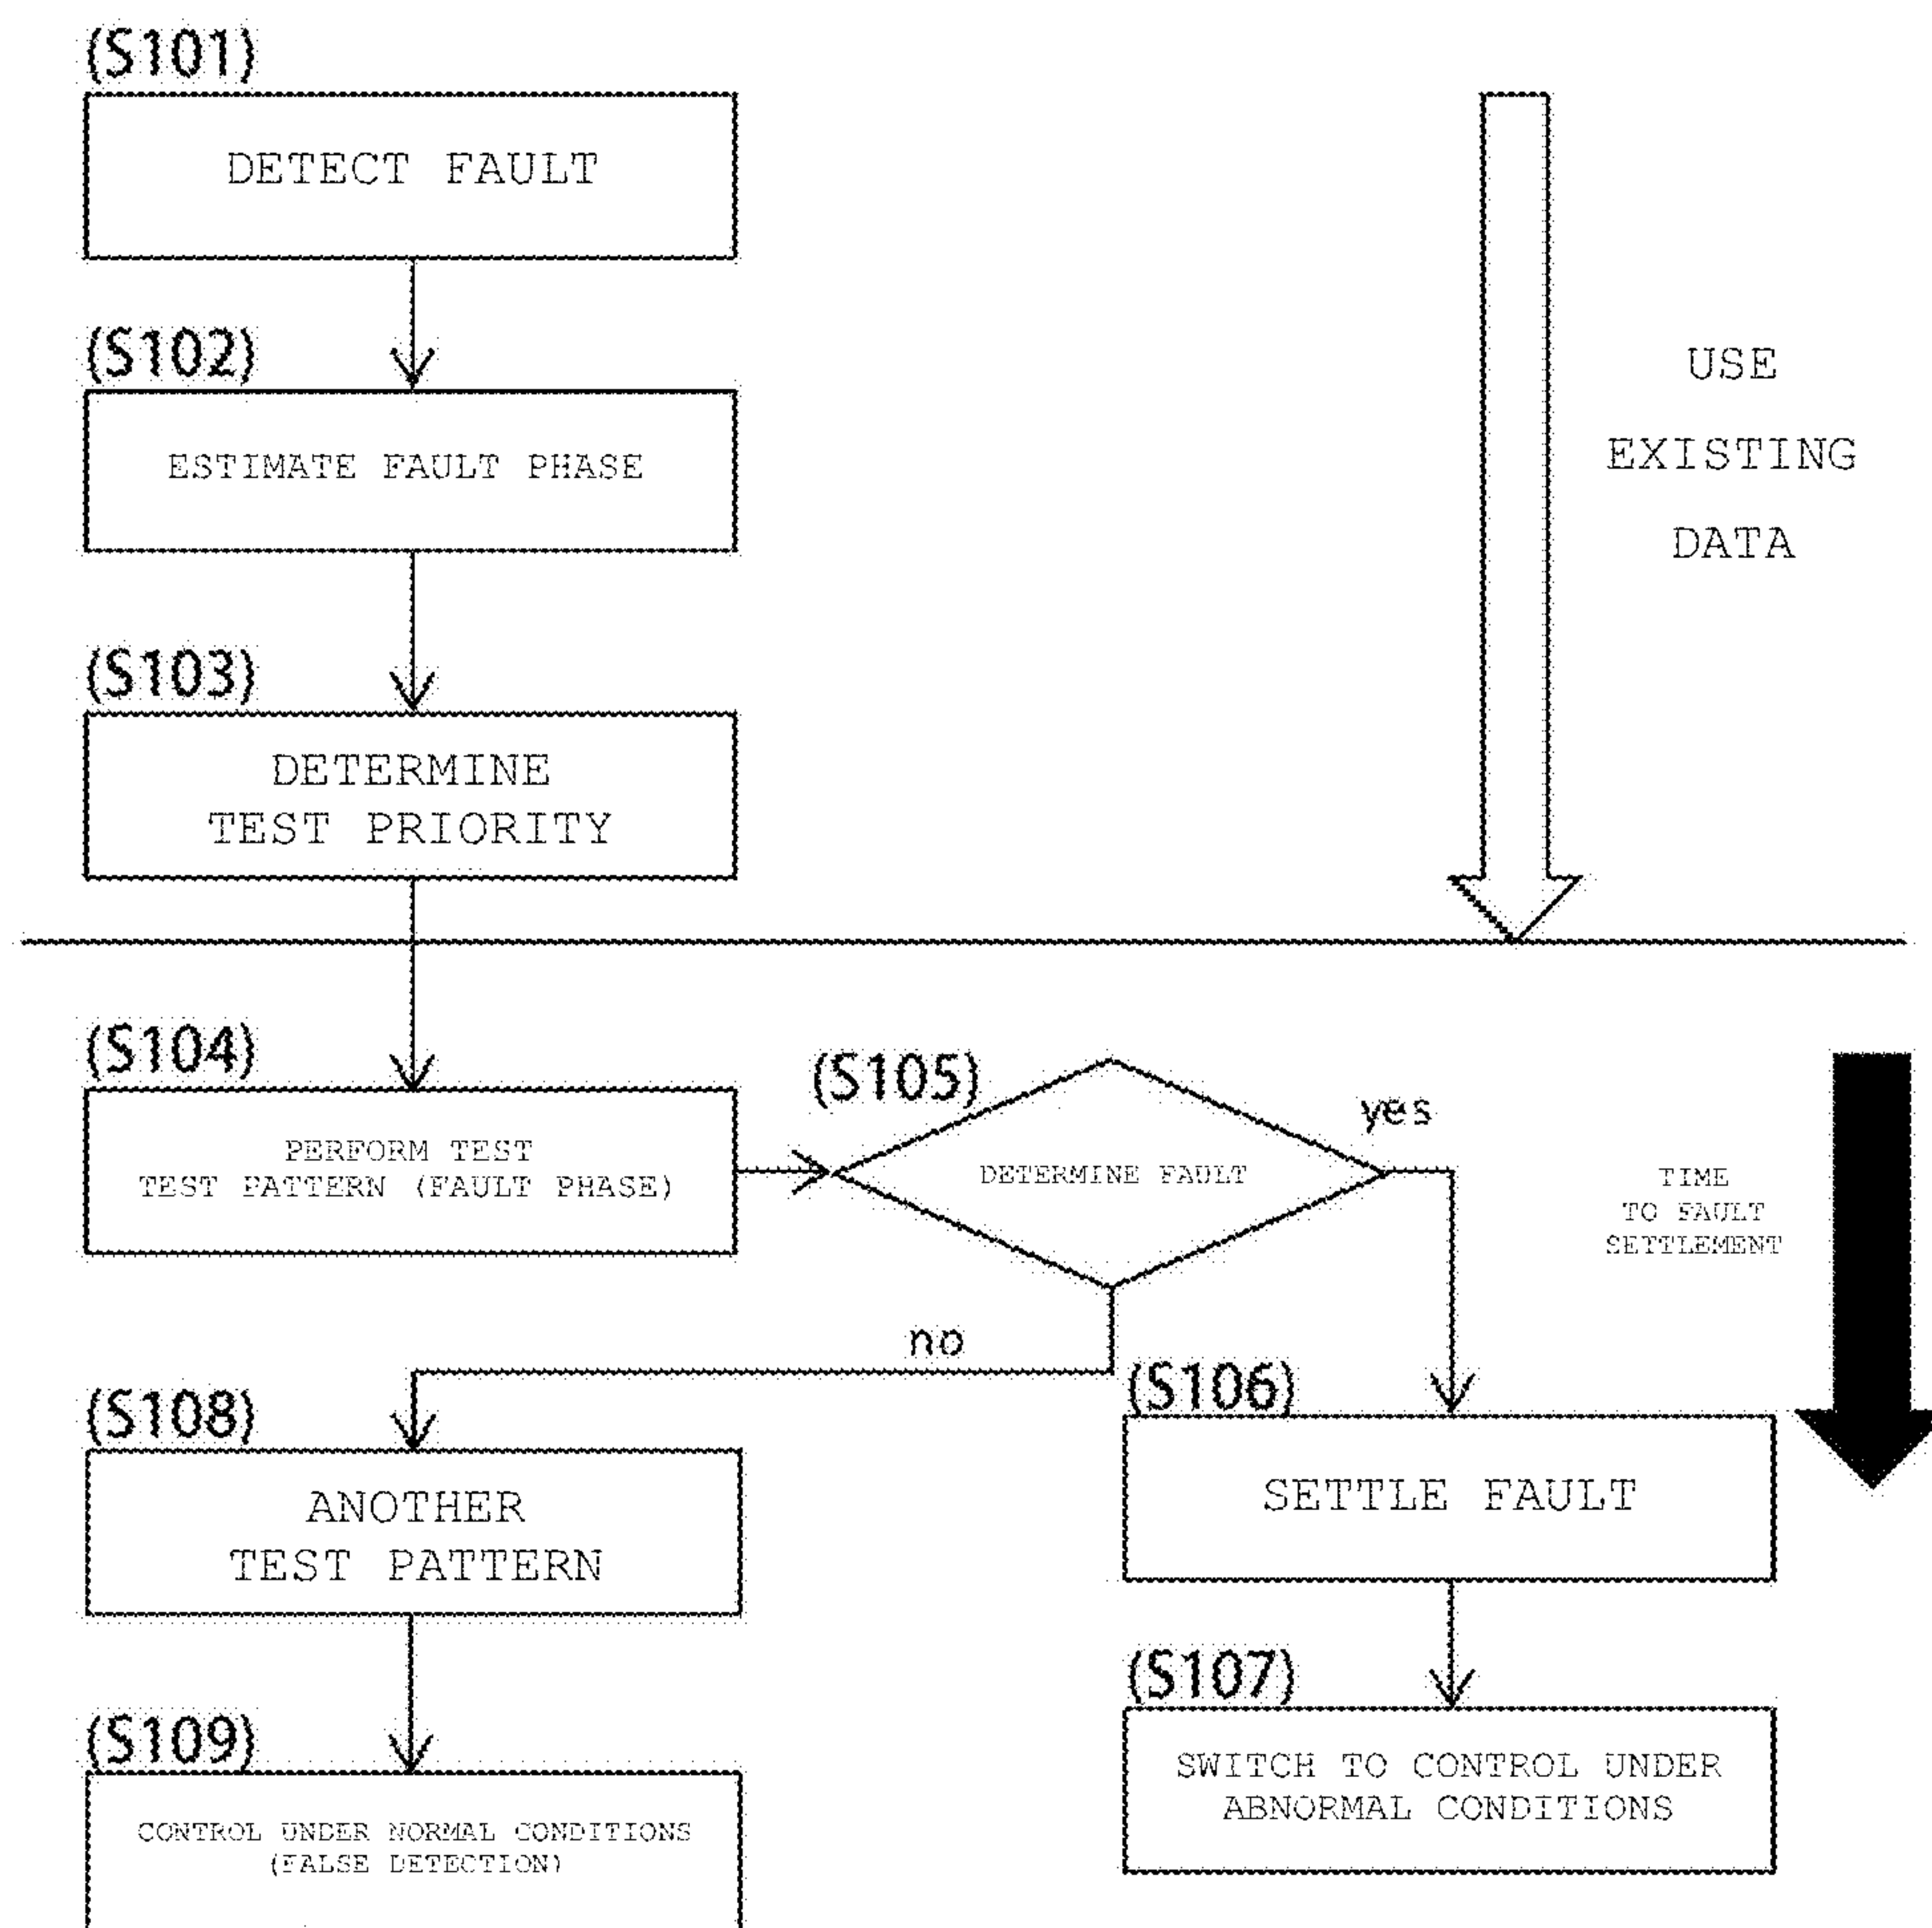 (S101)
DETECT FAULT
(S102)
ESTIMATE FAULT PHASE
(S103)
DETERMINE
TEST PRIORITY
USE
EXISTING
DATA
(S104)
PERFORM TEST
TEST PATTERN (FAULT PHASE)
(S105)
DETERMINE FAULT
yes
no
TIME
TO FAULT
SETTLEMENT
(S106)
SETTLE FAULT
(S107)
SWITCH TO CONTROL UNDER
ABNORMAL CONDITIONS
(S108)
ANOTHER
TEST PATTERN
(S109)
CONTROL UNDER NORMAL CONDITIONS
(FALSE DETECTION)